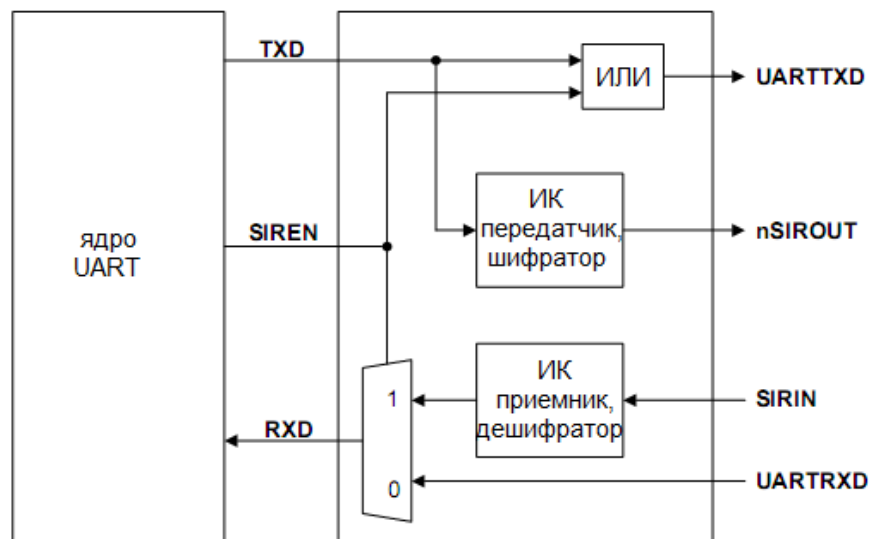 TXD
ИЛИ
UARTTXD
ИК
передатчик,
шифратор
nSIROUT
SIREN
ядро
UART
ИК
приемник,
дешифратор
1
SIRIN
RXD
0
UARTRXD